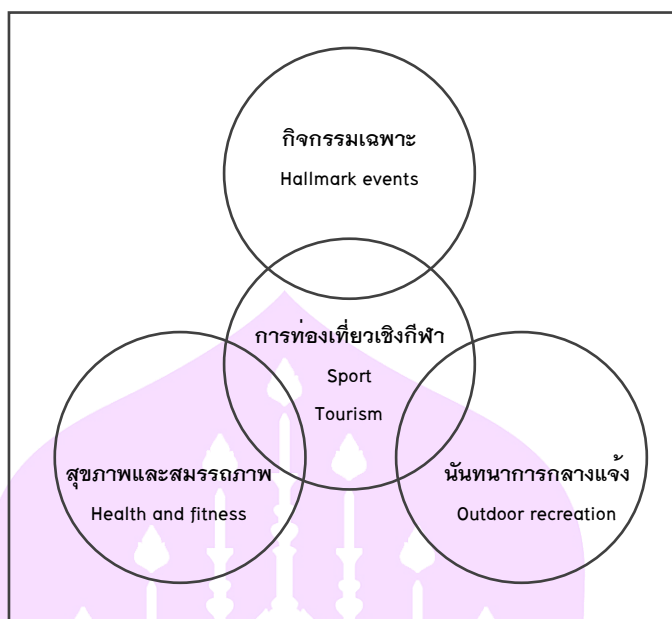 กิจกรรมเฉพาะ
Hallmark events
การท่องเที่ยวเชิงกีฬา
Sport
Tourism
สุขภาพและสมรรถภาพ
Health and fitness
นันทนาการกลางแจ้ง
Outdoor recreation